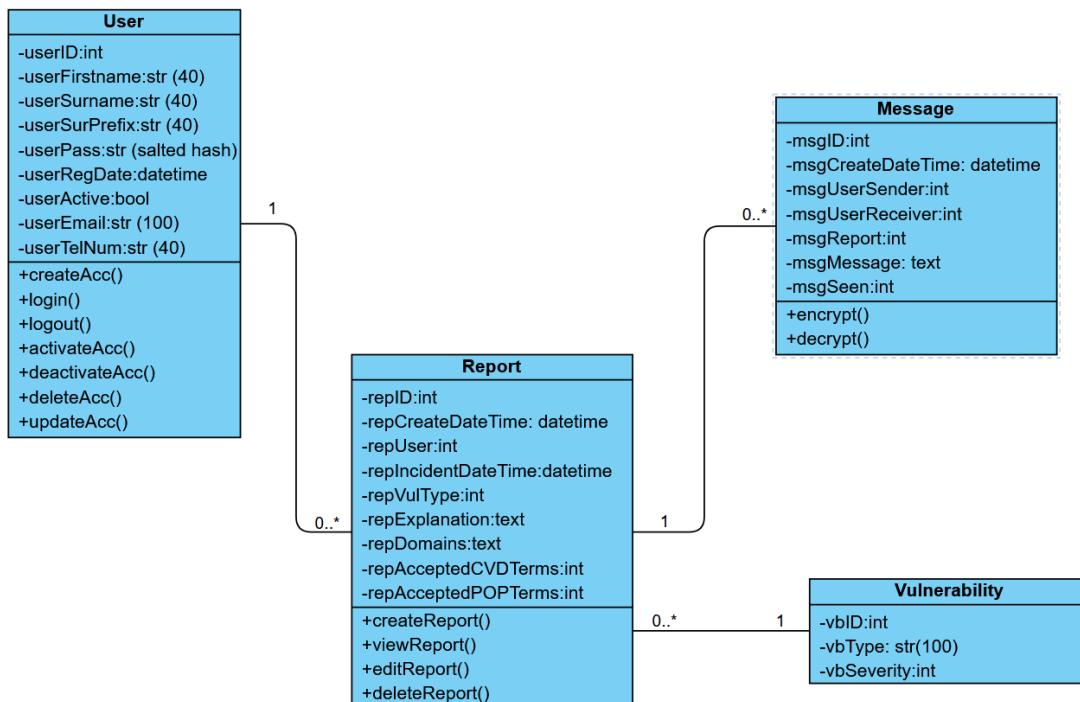 User
-userID:int
-userFirstname:str (40)
-userSurname:str (40)
-userSurPrefix:str (40)
-userPass:str (salted hash)
-userRegDate:datetime
-userActive:bool
-userEmail:str (100)
-userTelNum:str (40)
+createAcc()
+login()
+logout()
+activateAcc()
+deactivateAcc()
+deleteAcc()
+updateAcc()
1
0..*
Report
-repID:int
-repCreateDateTime: datetime
-repUser:int
-repIncidentDateTime:datetime
-repVulType:int
-repExplanation:text
-repDomains:text
-repAcceptedCVDTerms:int
-repAcceptedPOPTerms:int
+createReport()
+viewReport()
+editReport()
+deleteReport()
1
0..*
Message
-msgID:int
-msgCreateDateTime: datetime
-msgUserSender:int
-msgUserReceiver:int
-msgReport:int
-msgMessage: text
-msgSeen:int
+encrypt()
+decrypt()
0..*
1
Vulnerability
-vbID:int
-vbType: str(100)
-vbSeverity:int